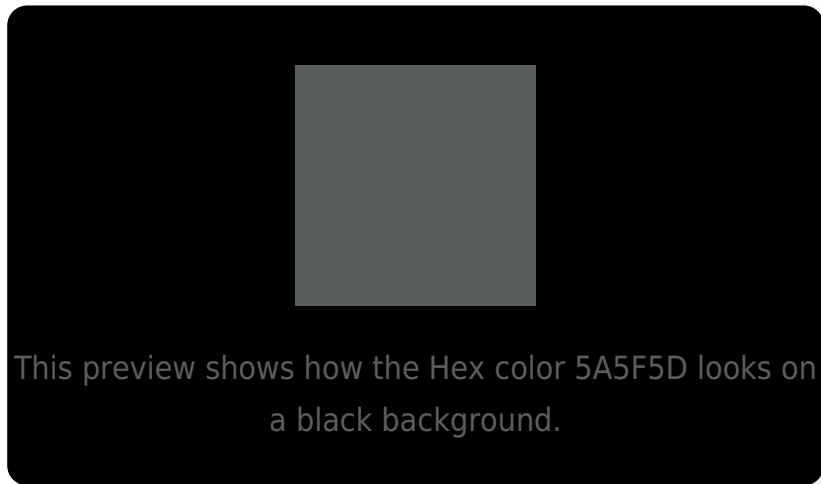 This preview shows how the Hex color 5A5F5D looks on
a black background.